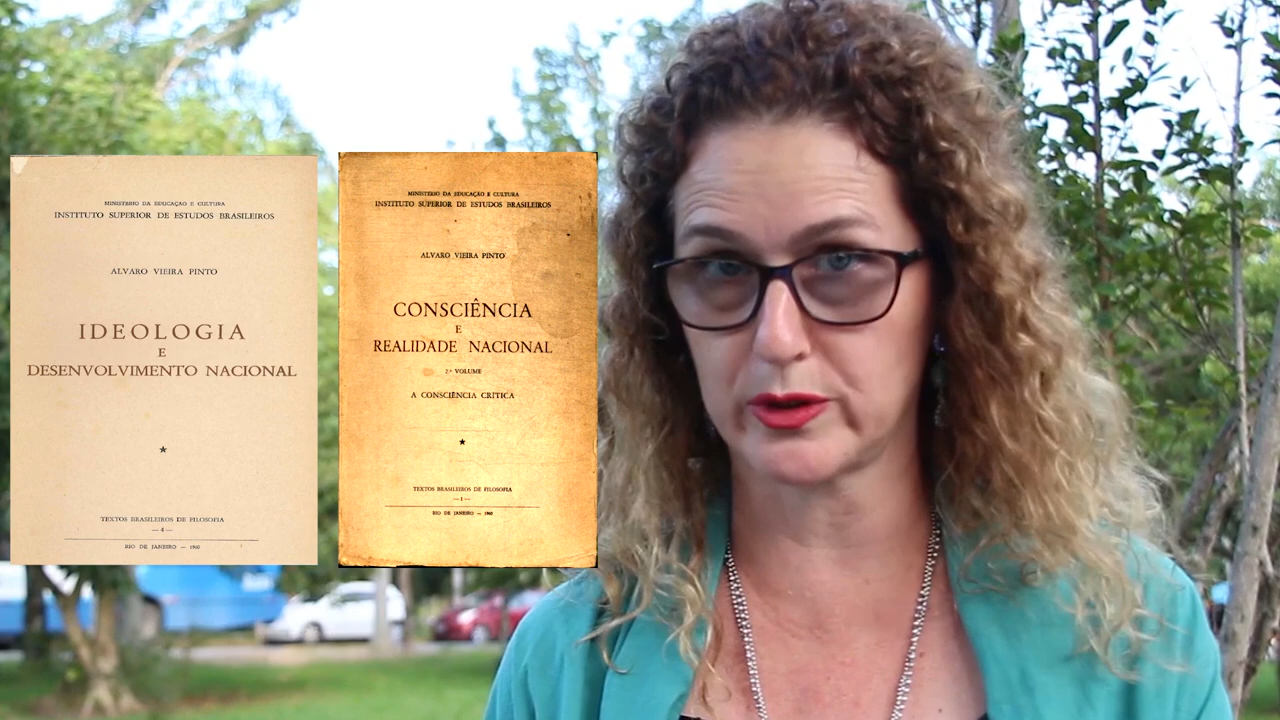 MINISTÉRIO DA EDUCAÇÃO E CULTURA
INSTITUTO SUPERIOR DE ESTUDOS BRASILEIROS
ALVARO VIEIRA PINTO
IDEOLOGIA
E
DESENVOLVIMENTO NACIONAL
TEXTOS BRASILEIROS DE FILOSOFIA
— 4 —
RIO DE JANEIRO — 1960
MINISTÉRIO DA EDUCAÇÃO E CULTURA
INSTITUTO SUPERIOR DE ESTUDOS BRASILEIROS
ALVARO VIEIRA PINTO
CONSCIÊNCIA
E
REALIDADE NACIONAL
2.º VOLUME
A CONSCIÊNCIA CRÍTICA
TEXTOS BRASILEIROS DE FILOSOFIA
— 1 —
RIO DE JANEIRO — 1960